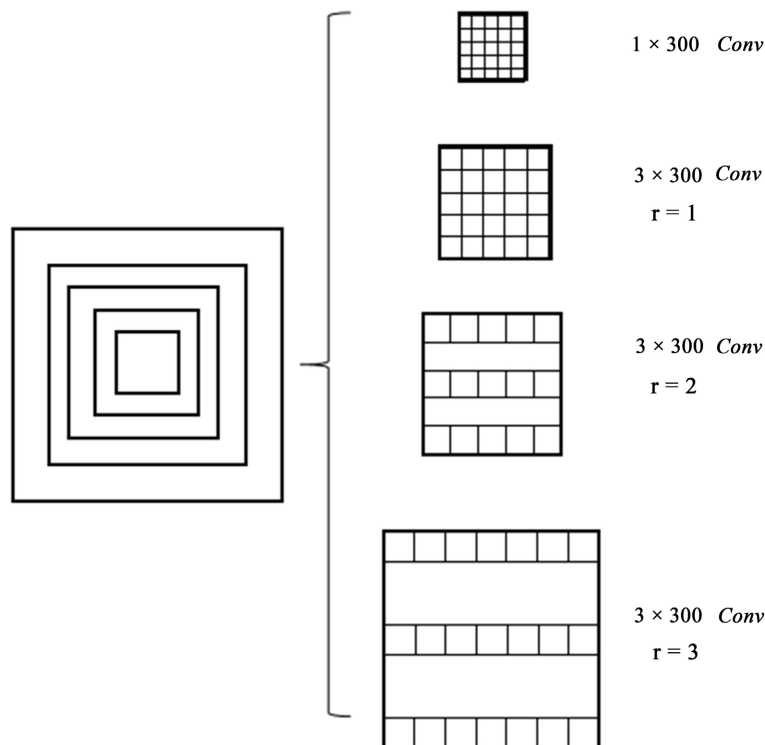 1 × 300 Conv
3 × 300 Conv
r = 1
3 × 300 Conv
r = 2
3 × 300 Conv
r = 3